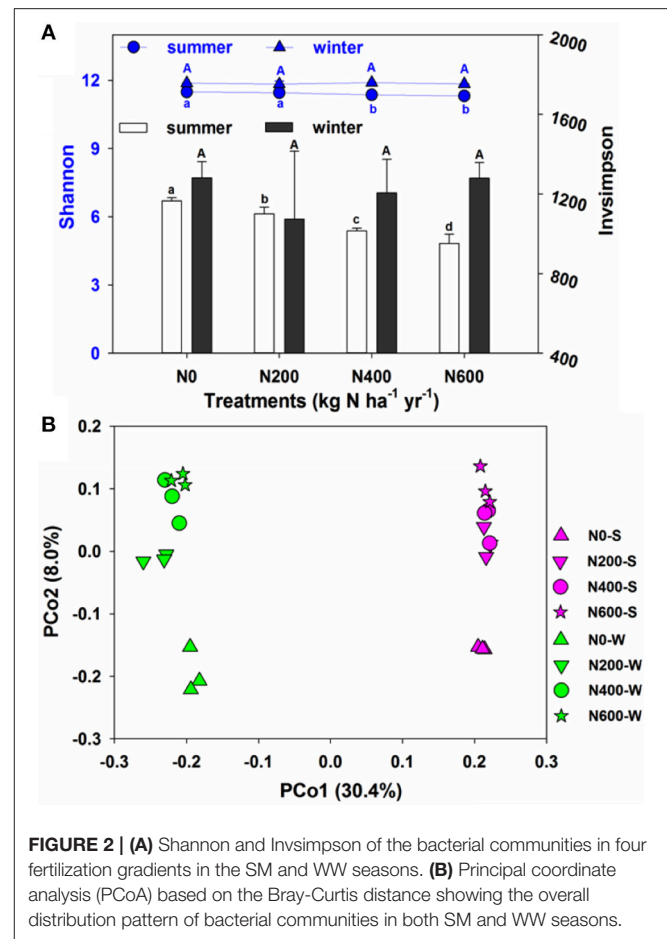 A
summer winter
A A A A
a a b b
summer winter
a A b A c A d A
Shannon
12
9
6
3
0
Invsimpson
2000
1600
1200
800
400
N0 N200 N400 N600
Treatments (kg N ha⁻¹ yr⁻¹)
B
PCo2 (8.0%)
0.2
0.1
0.0
-0.1
-0.2
-0.3
-0.3 -0.2 -0.1 0.0 0.1 0.2 0.3
PCo1 (30.4%)
N0-S
N200-S
N400-S
N600-S
N0-W
N200-W
N400-W
N600-W
FIGURE 2 | (A) Shannon and Invsimpson of the bacterial communities in four
fertilization gradients in the SM and WW seasons. (B) Principal coordinate
analysis (PCoA) based on the Bray-Curtis distance showing the overall
distribution pattern of bacterial communities in both SM and WW seasons.